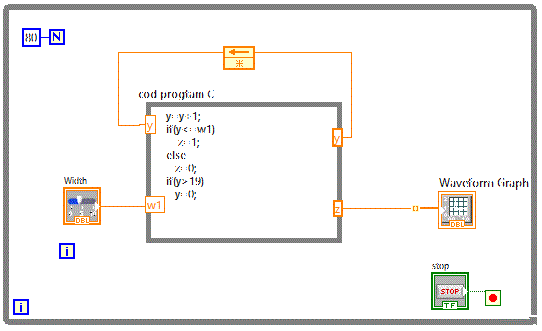 80 N
cod program C
y=y+1;
if(y<=w1)
z=1;
else
z=0;
if(y>19)
y=0;
y
y
Width
DBL
w1
z
Waveform Graph
DBL
i
stop
STOP
TF
i